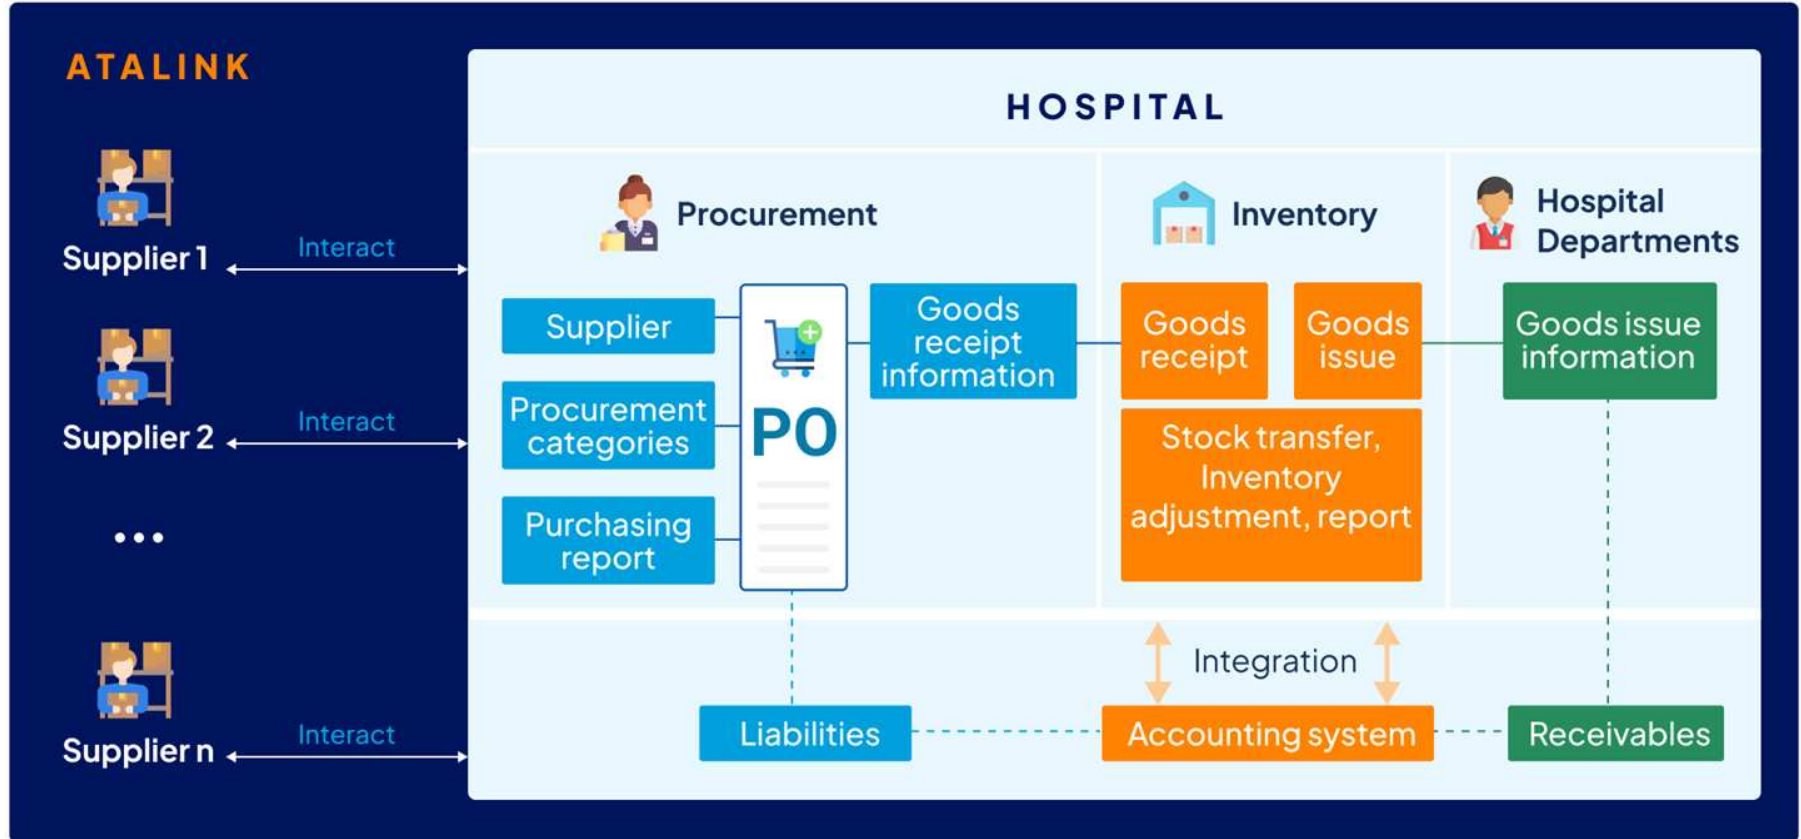 ATALINK
HOSPITAL
Supplier 1
Interact
Supplier 2
Interact
...
Supplier n
Interact
Procurement
Supplier
Procurement
categories
Purchasing
report
PO
Goods
receipt
information
Inventory
Goods
receipt
Goods
issue
Stock transfer,
Inventory
adjustment, report
Hospital
Departments
Goods issue
information
Integration
Liabilities
Accounting system
Receivables